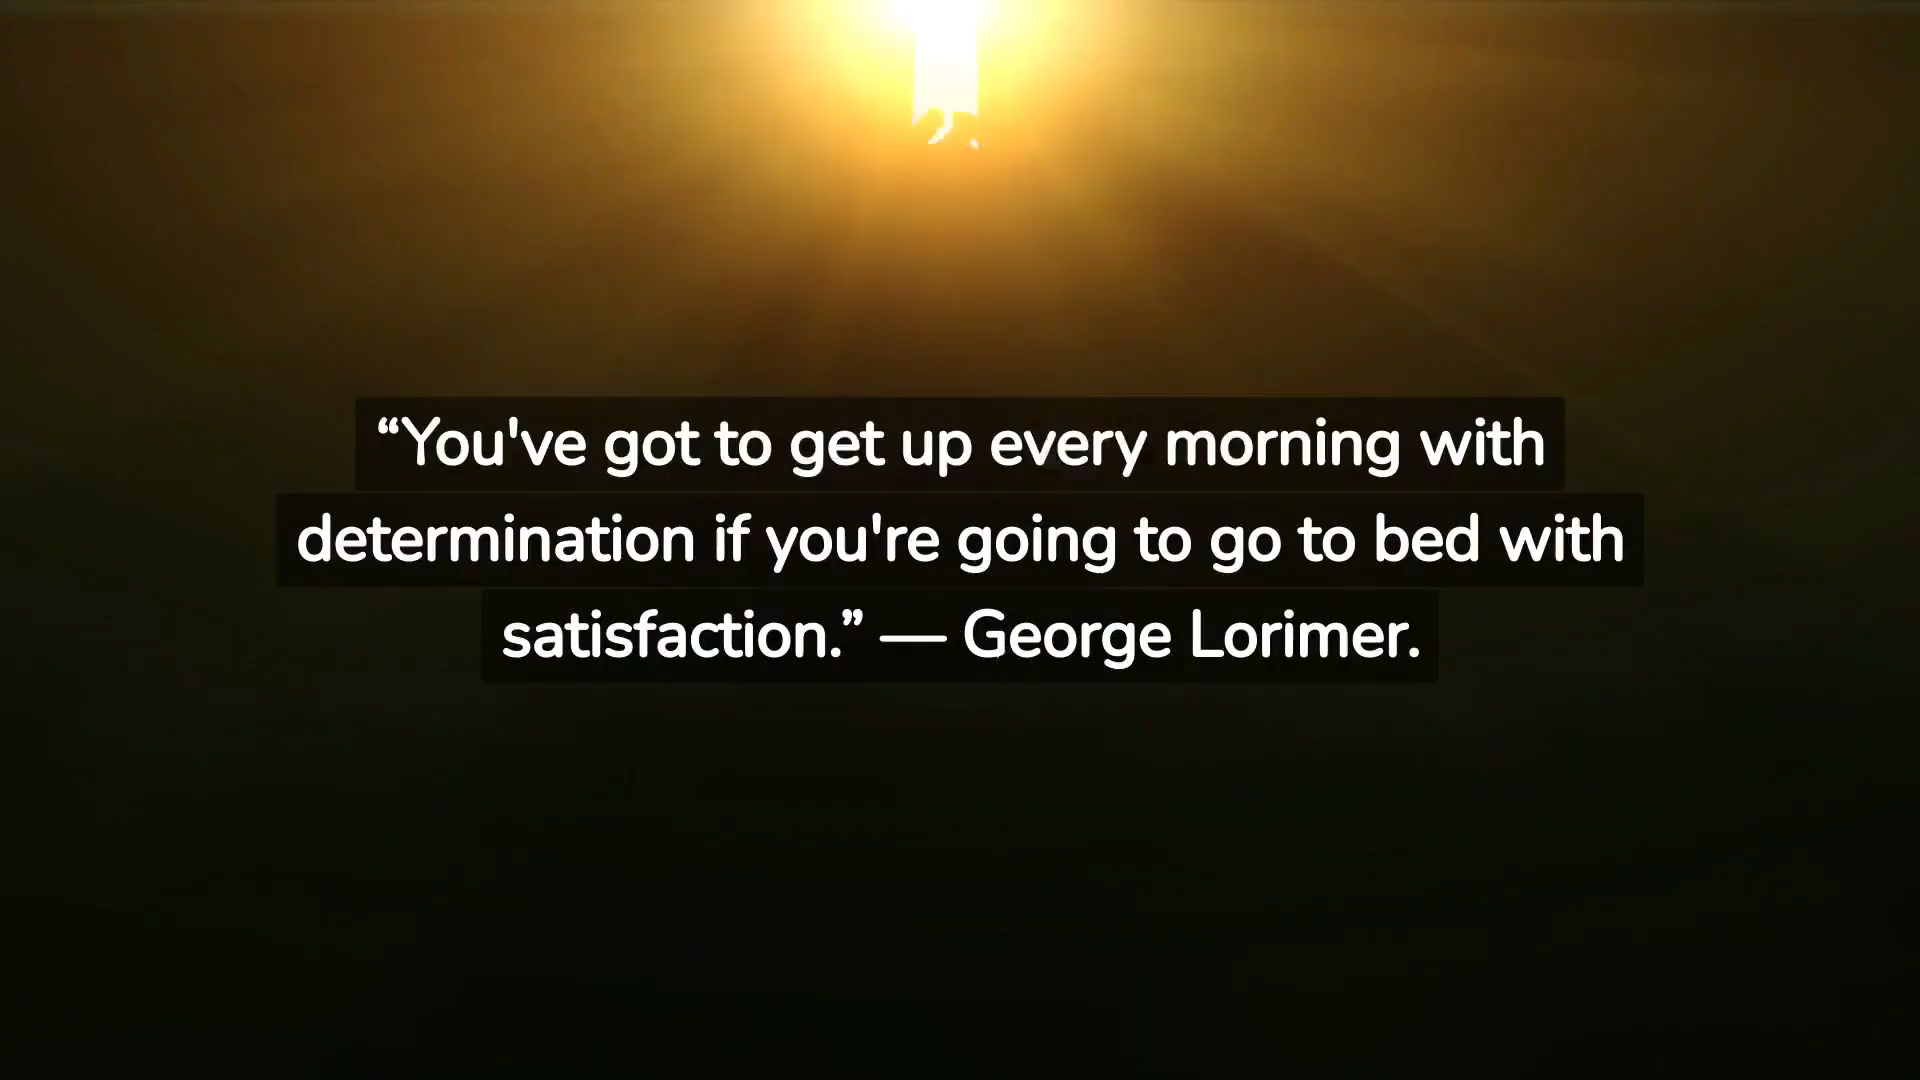 “You've got to get up every morning with
determination if you're going to go to bed with
satisfaction.” — George Lorimer.